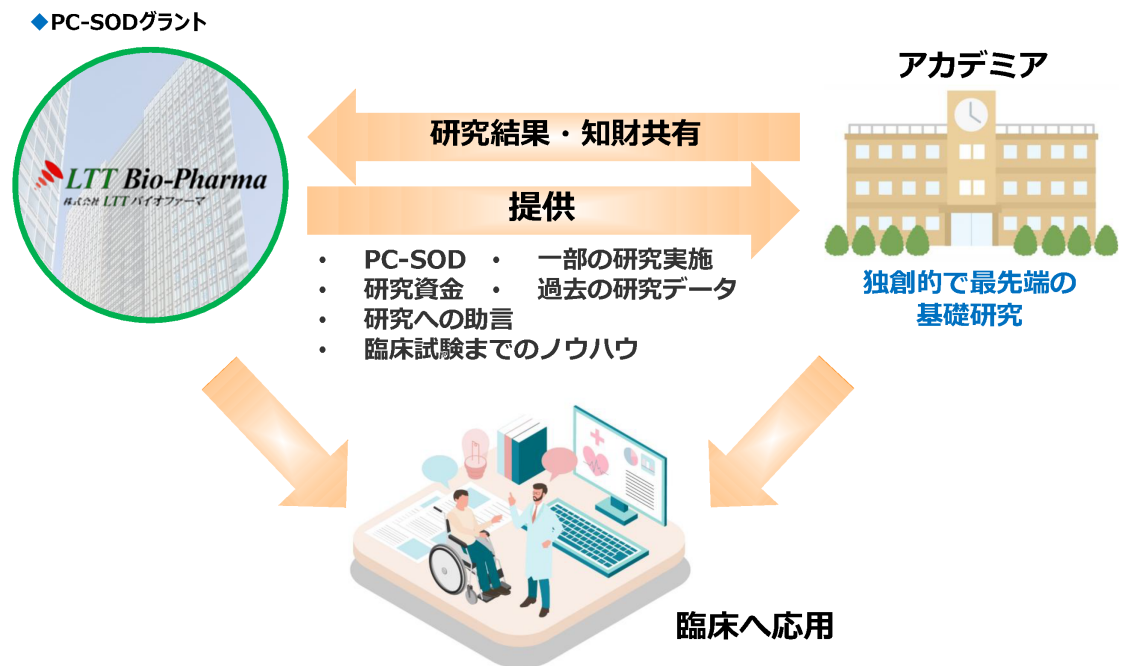 ◆PC-SODグラント
アカデミア
研究結果・知財共有
LTT Bio-Pharma
株式会社 LTT バイオファーマ
提供
• PC-SOD • 一部の研究実施
• 研究資金 • 過去の研究データ
• 研究への助言
• 臨床試験までのノウハウ
独創的で最先端の
基礎研究
臨床へ応用